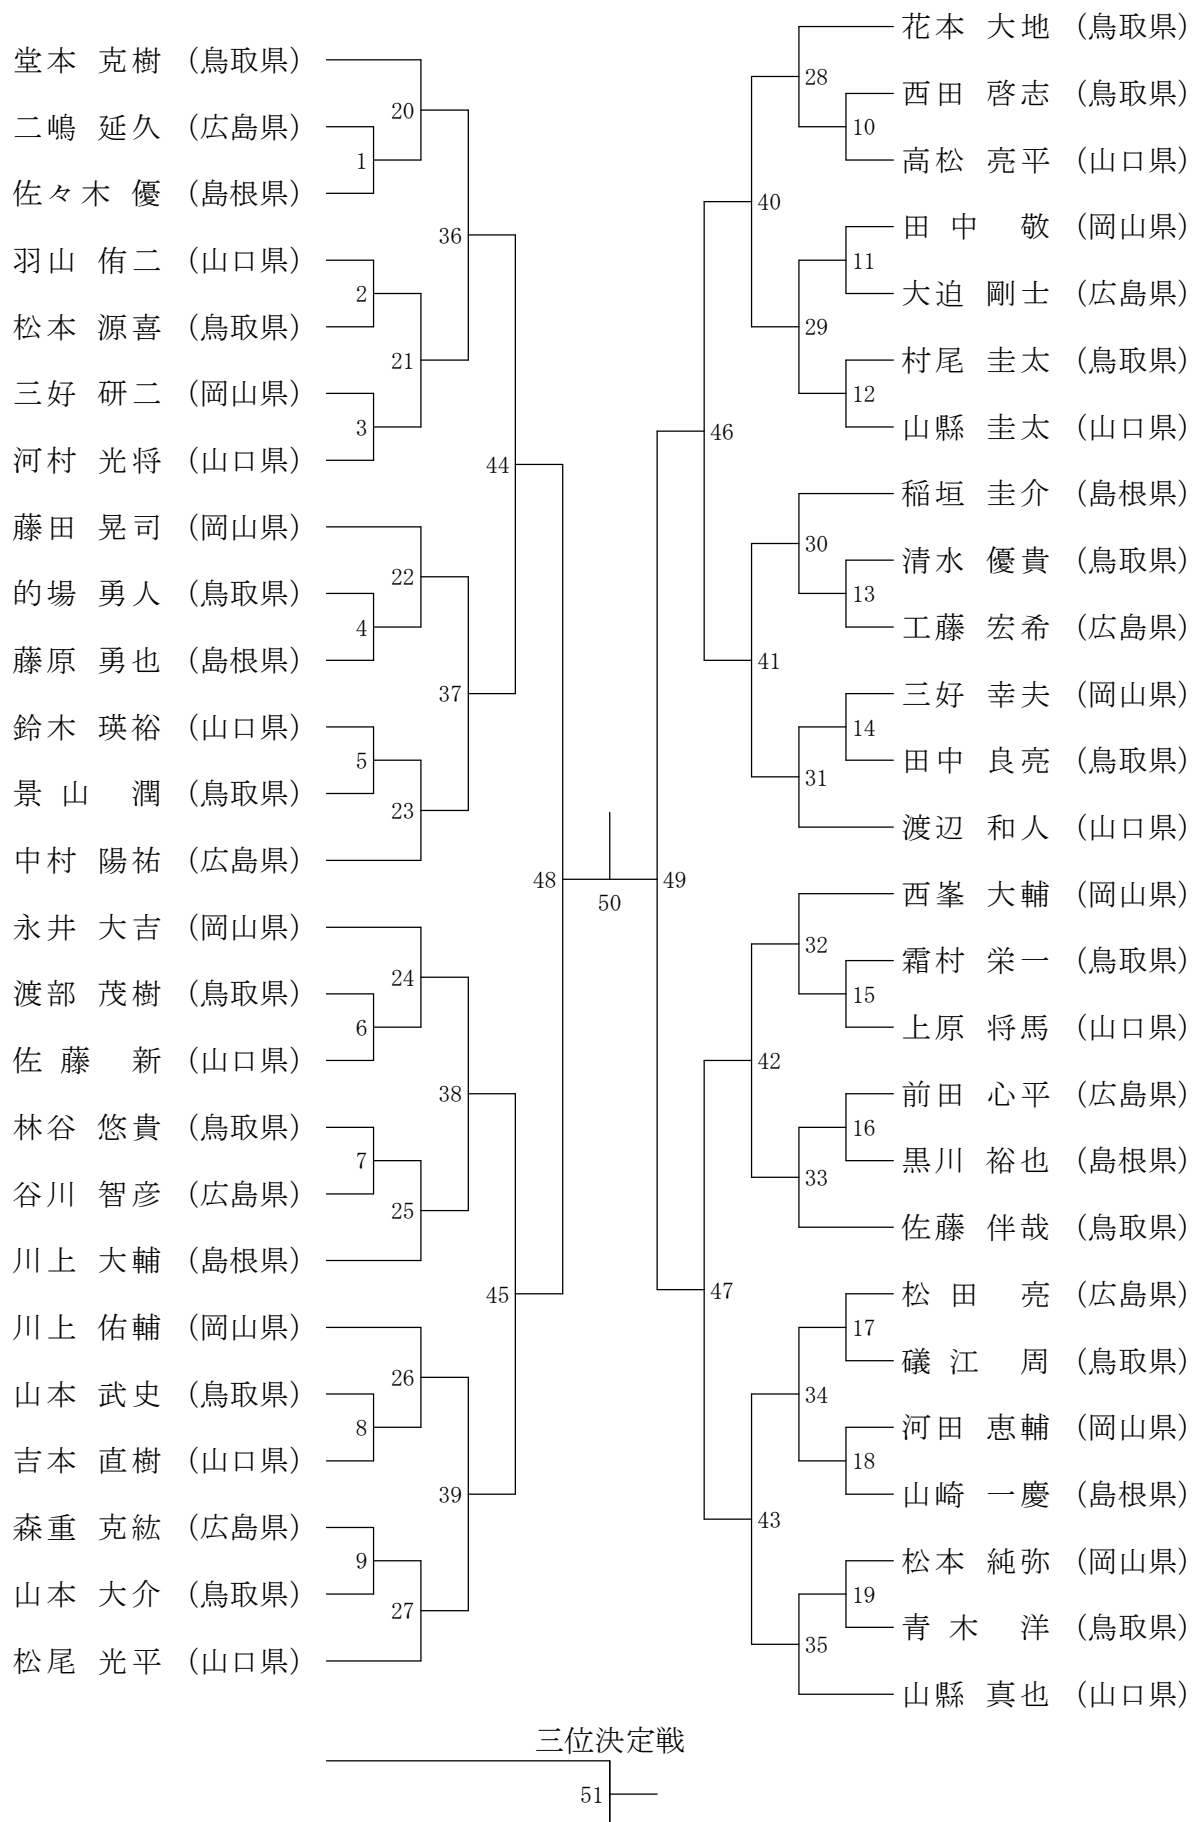 堂本 克樹 (鳥取県)
二嶋 延久 (広島県)
佐々木 優 (島根県)
羽山 侑二 (山口県)
松本 源喜 (鳥取県)
三好 研二 (岡山県)
河村 光将 (山口県)
藤田 晃司 (岡山県)
的場 勇人 (鳥取県)
藤原 勇也 (島根県)
鈴木 瑛裕 (山口県)
景山 潤 (鳥取県)
中村 陽祐 (広島県)
永井 大吉 (岡山県)
渡部 茂樹 (鳥取県)
佐藤 新 (山口県)
林谷 悠貴 (鳥取県)
谷川 智彦 (広島県)
川上 大輔 (島根県)
川上 佑輔 (岡山県)
山本 武史 (鳥取県)
吉本 直樹 (山口県)
森重 克紘 (広島県)
山本 大介 (鳥取県)
松尾 光平 (山口県)
1
2
3
4
5
6
7
8
9
20
21
22
23
24
25
26
27
36
37
38
39
44
45
48
50
49
46
47
40
41
42
43
28
29
30
31
32
33
34
35
10
11
12
13
14
15
16
17
18
19
花本 大地 (鳥取県)
西田 啓志 (鳥取県)
高松 亮平 (山口県)
田中 敬 (岡山県)
大迫 剛士 (広島県)
村尾 圭太 (鳥取県)
山縣 圭太 (山口県)
稲垣 圭介 (島根県)
清水 優貴 (鳥取県)
工藤 宏希 (広島県)
三好 幸夫 (岡山県)
田中 良亮 (鳥取県)
渡辺 和人 (山口県)
西峯 大輔 (岡山県)
霜村 栄一 (鳥取県)
上原 将馬 (山口県)
前田 心平 (広島県)
黒川 裕也 (島根県)
佐藤 伴哉 (鳥取県)
松田 亮 (広島県)
礒江 周 (鳥取県)
河田 恵輔 (岡山県)
山崎 一慶 (島根県)
松本 純弥 (岡山県)
青木 洋 (鳥取県)
山縣 真也 (山口県)
三位決定戦
51